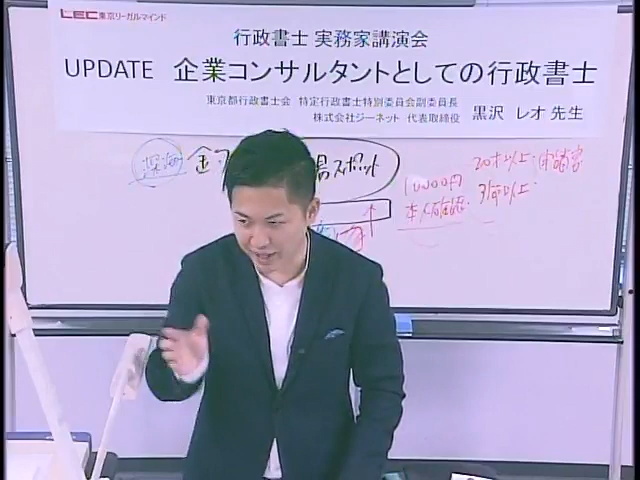 LEC東京リーガルマインド
行政書士 実務家講演会
UPDATE 企業コンサルタントとしての行政書士
東京都行政書士会 特定行政書士特別委員会副委員長
株式会社ジーネット 代表取締役 黒沢 レオ 先生
深海
スポット
20才以上
10000円